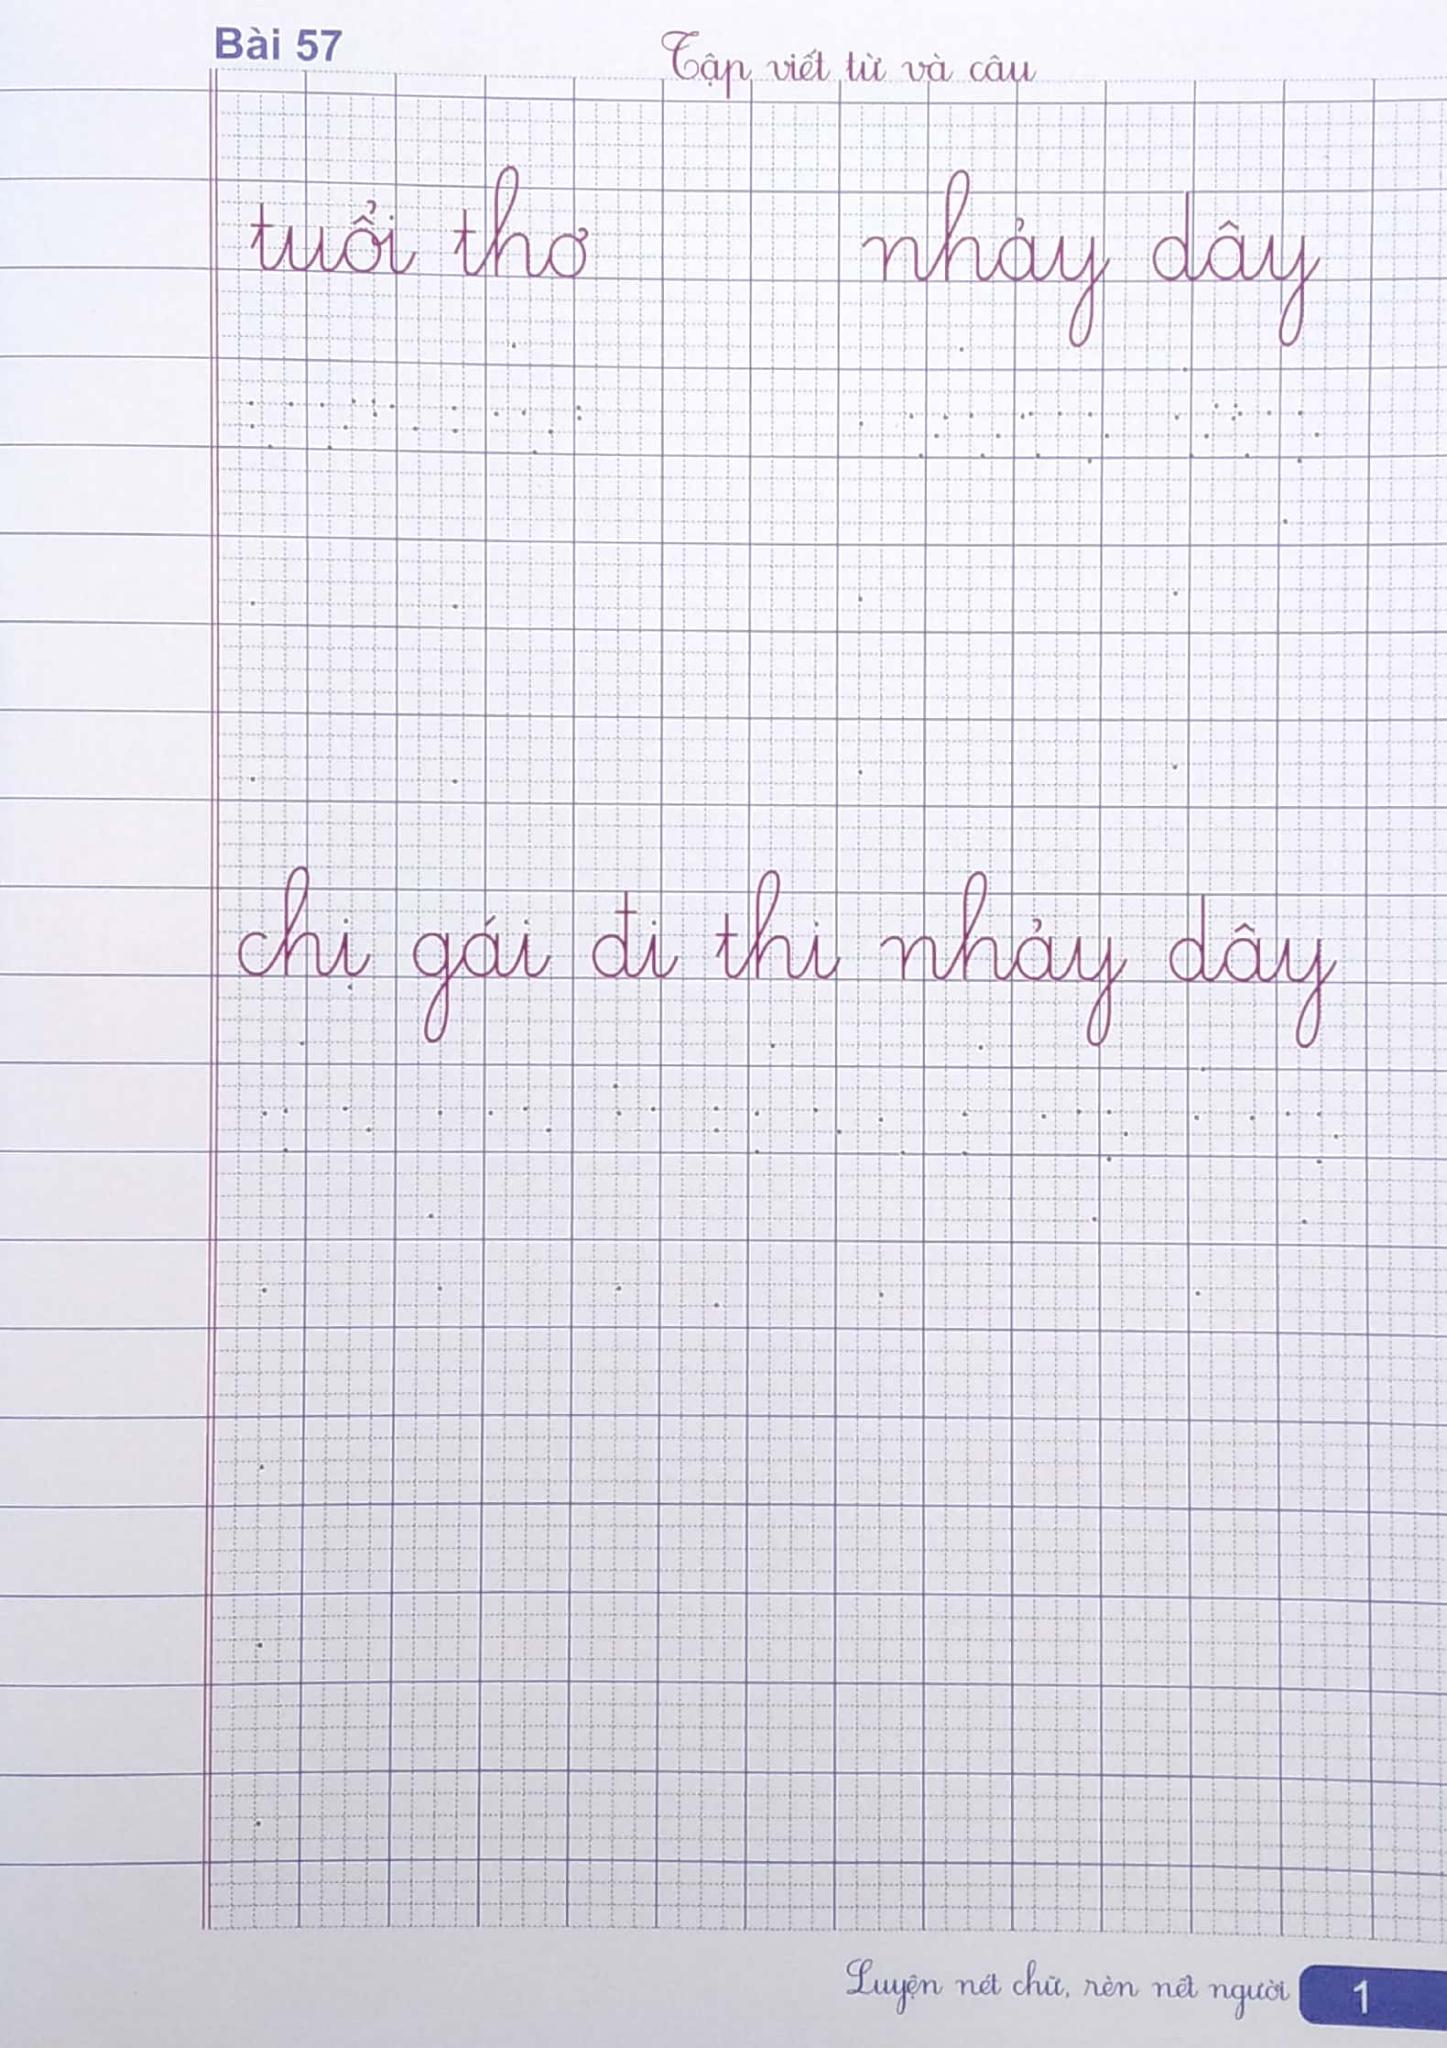 Bài 57
Tập viết từ và câu
tuổi thơ nhảy dây
chị gái đi thi nhảy dây
Luyện nét chữ, rèn nết người 1